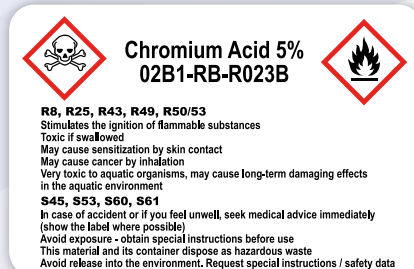 Chromium Acid 5%
02B1-RB-R023B
R8, R25, R43, R49, R50/53
Stimulates the ignition of flammable substances
Toxic if swallowed
May cause sensitization by skin contact
May cause cancer by inhalation
Very toxic to aquatic organisms, may cause long-term damaging effects
in the aquatic environment
S45, S53, S60, S61
In case of accident or if you feel unwell, seek medical advice immediately
(show the label where possible)
Avoid exposure - obtain special instructions before use
This material and its container dispose as hazardous waste
Avoid release into the environment. Request special instructions / safety data